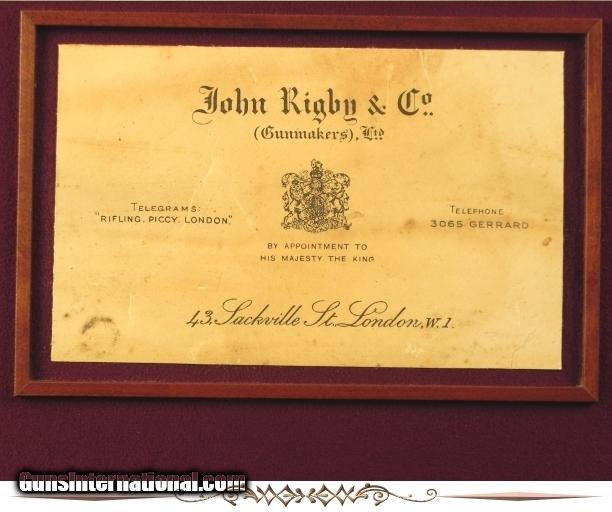 John Rigby & Co.
(Gunmakers), Ltd
TELEGRAMS:
"RIFLING, PICCY, LONDON."
TELEPHONE
3065 GERRARD
BY APPOINTMENT TO
HIS MAJESTY THE KING
43, Sackville St, London, W.1.
GunsInternational.com